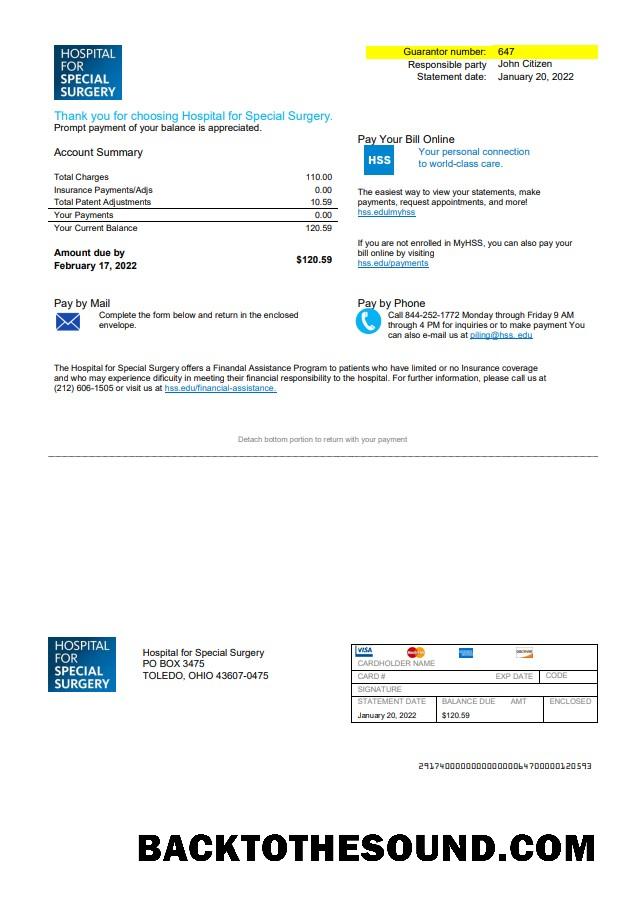 HOSPITAL
FOR
SPECIAL
SURGERY
Guarantor number: 647
Responsible party John Citizen
Statement date: January 20, 2022
Thank you for choosing Hospital for Special Surgery.
Prompt payment of your balance is appreciated.
Account Summary
Total Charges 110.00
Insurance Payments/Adjs 0.00
Total Patent Adjustments 10.59
Your Payments 0.00
Your Current Balance 120.59
Amount due by
February 17, 2022 $120.59
Pay Your Bill Online
HSS
Your personal connection
to world-class care.
The easiest way to view your statements, make
payments, request appointments, and more!
hss.edulmyhss
If you are not enrolled in MyHSS, you can also pay your
bill online by visiting
hss.edu/payments
Pay by Mail
Complete the form below and return in the enclosed
envelope.
Pay by Phone
Call 844-252-1772 Monday through Friday 9 AM
through 4 PM for inquiries or to make payment You
can also e-mail us at piling@hss. edu
The Hospital for Special Surgery offers a Finandal Assistance Program to patients who have limited or no Insurance coverage
and who may experience dificuity in meeting their financial responsibility to the hospital. For further information, please call us at
(212) 606-1505 or visit us at hss.edu/financial-assistance.
Detach bottom portion to return with your payment
HOSPITAL
FOR
SPECIAL
SURGERY
Hospital for Special Surgery
PO BOX 3475
TOLEDO, OHIO 43607-0475
VISA MasterCard DISCOVER
CARDHOLDER NAME
CARD # EXP DATE CODE
SIGNATURE
STATEMENT DATE BALANCE DUE AMT ENCLOSED
January 20, 2022 $120.59
BACKTOTHESOUND.COM